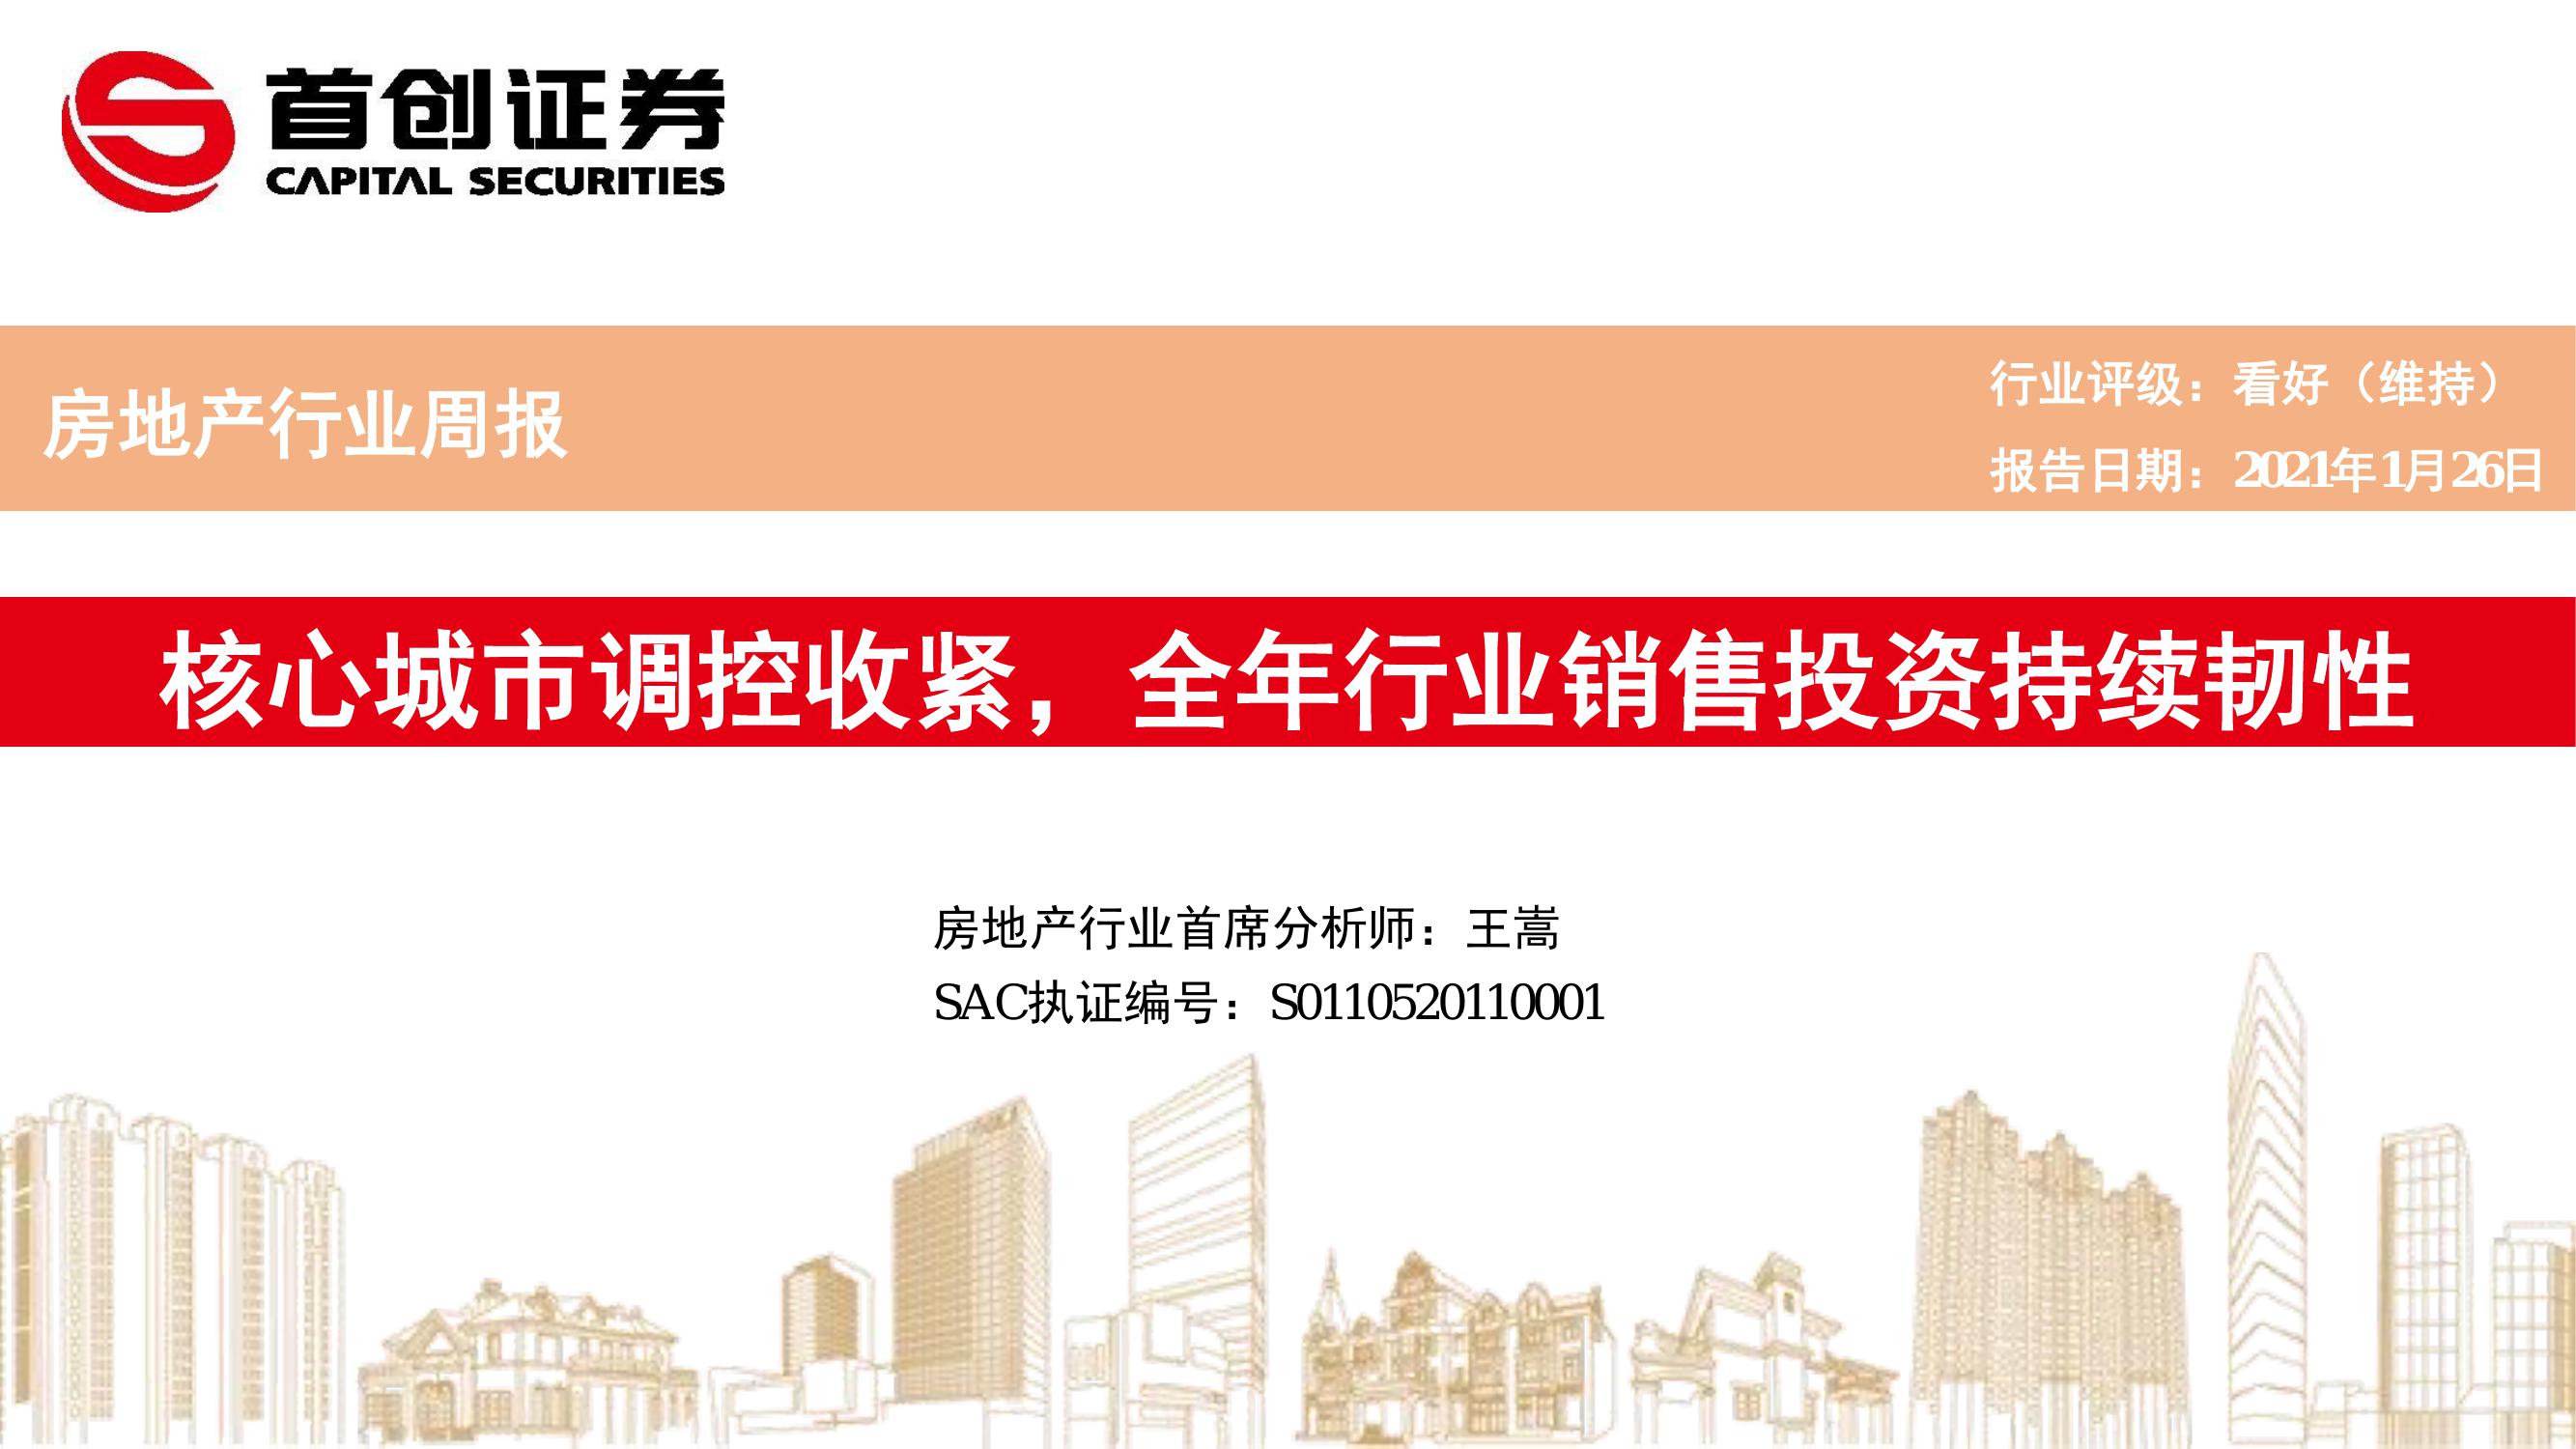 首创证券
CAPITAL SECURITIES
房地产行业周报
行业评级：看好（维持）
报告日期：2021年1月26日
核心城市调控收紧，全年行业销售投资持续韧性
房地产行业首席分析师：王嵩
SAC执证编号：S0110520110001